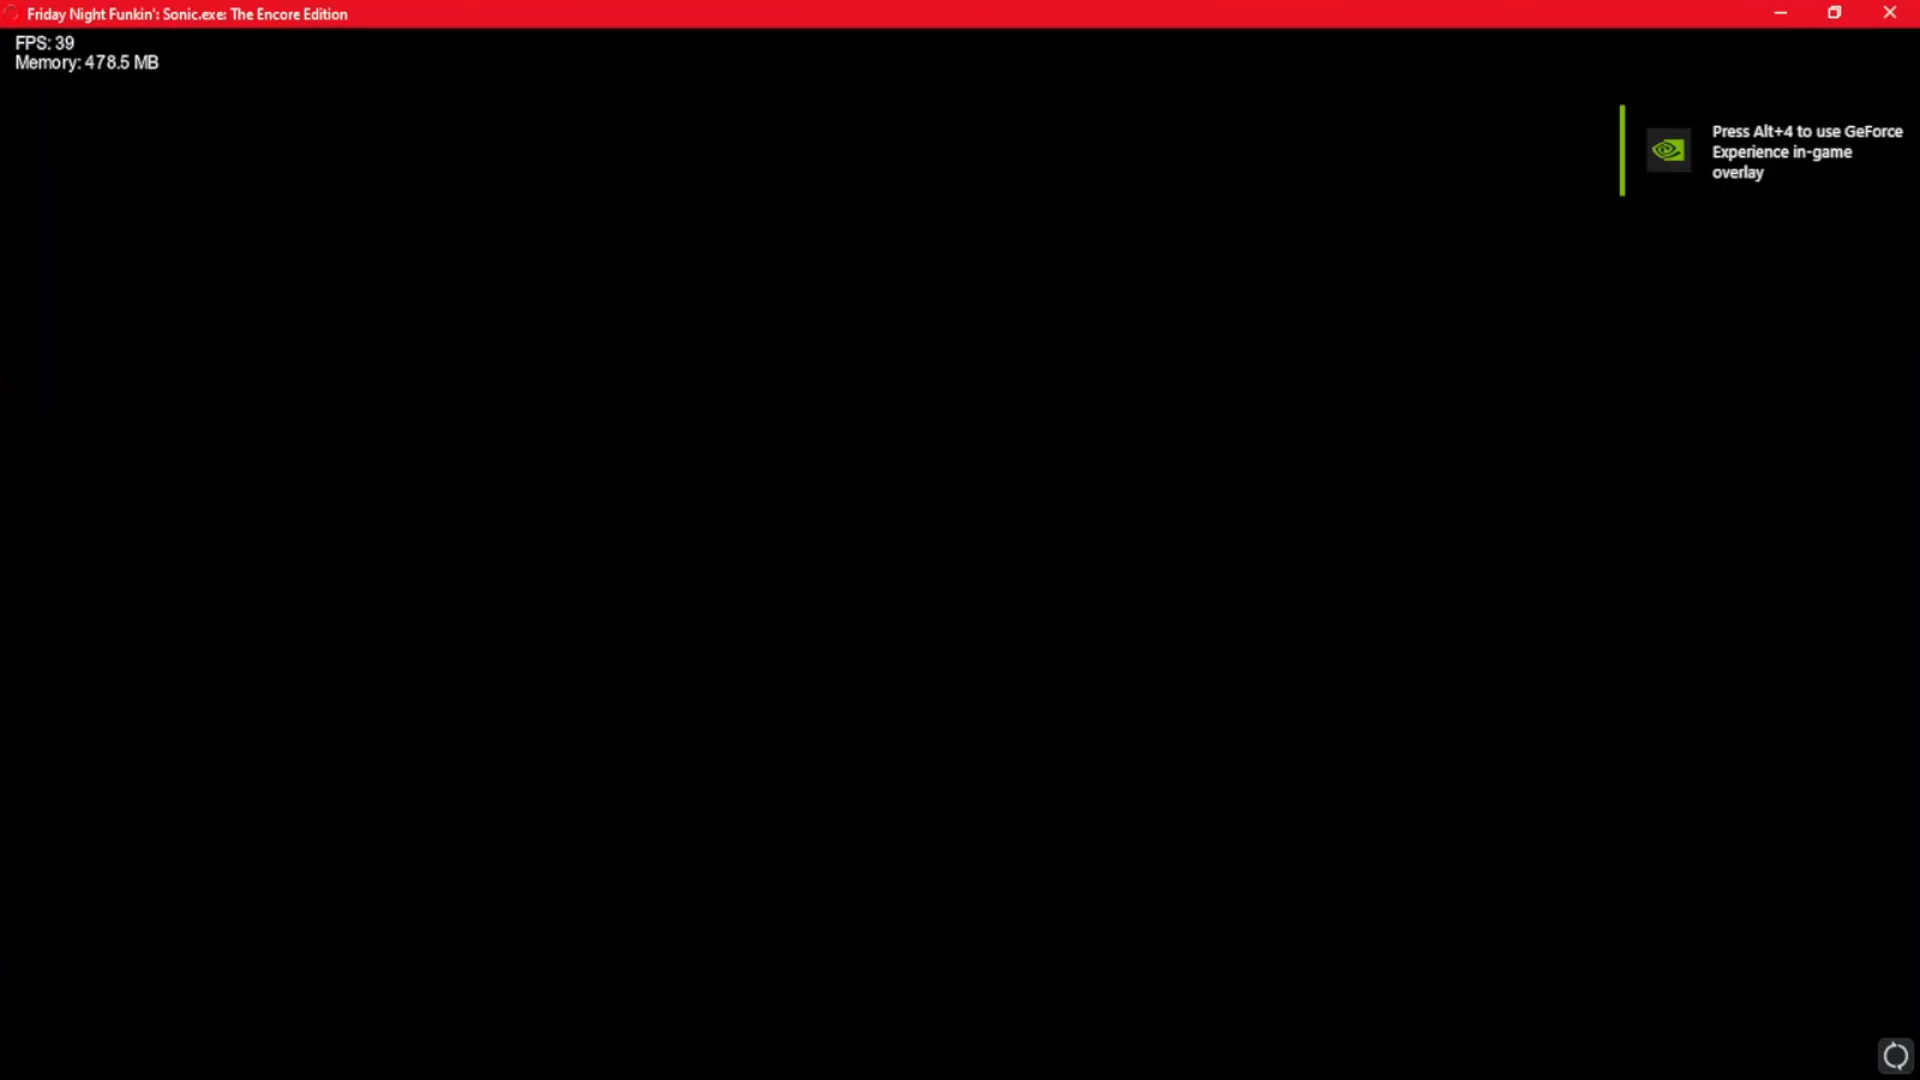 Friday Night Funkin': Sonic.exe: The Encore Edition
FPS: 39
Memory: 478.5 MB
Press Alt+4 to use GeForce
Experience in-game
overlay